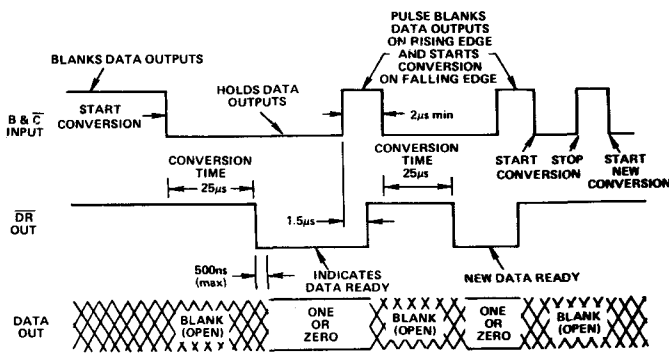 PULSE BLANKS
DATA OUTPUTS
ON RISING EDGE
AND STARTS
CONVERSION
ON FALLING EDGE
BLANKS DATA OUTPUTS
HOLDS DATA
OUTPUTS
START
CONVERSION
B & C̅
INPUT
2µs min
CONVERSION
TIME
25µs
CONVERSION
TIME
25µs
START
CONVERSION
STOP
START
NEW
CONVERSION
D̅R̅
OUT
1.5µs
500ns
(max)
INDICATES
DATA READY
NEW DATA READY
DATA
OUT
BLANK
(OPEN)
ONE
OR
ZERO
BLANK
(OPEN)
ONE
OR
ZERO
BLANK
(OPEN)